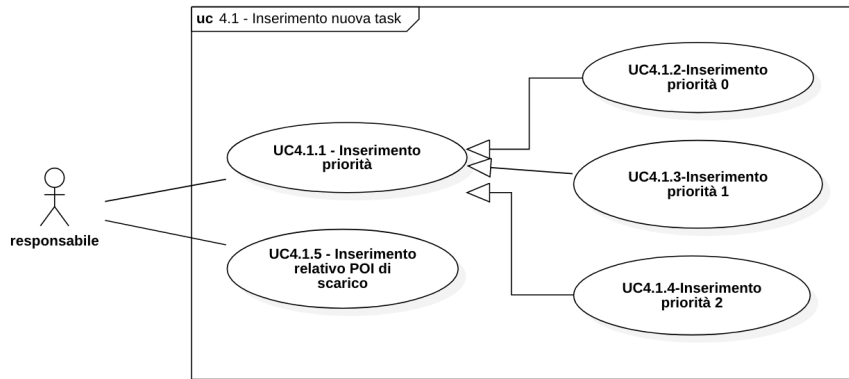 uc 4.1 - Inserimento nuova task
UC4.1.2-Inserimento
priorità 0
UC4.1.1 - Inserimento
priorità
UC4.1.3-Inserimento
priorità 1
responsabile
UC4.1.5 - Inserimento
relativo POI di
scarico
UC4.1.4-Inserimento
priorità 2